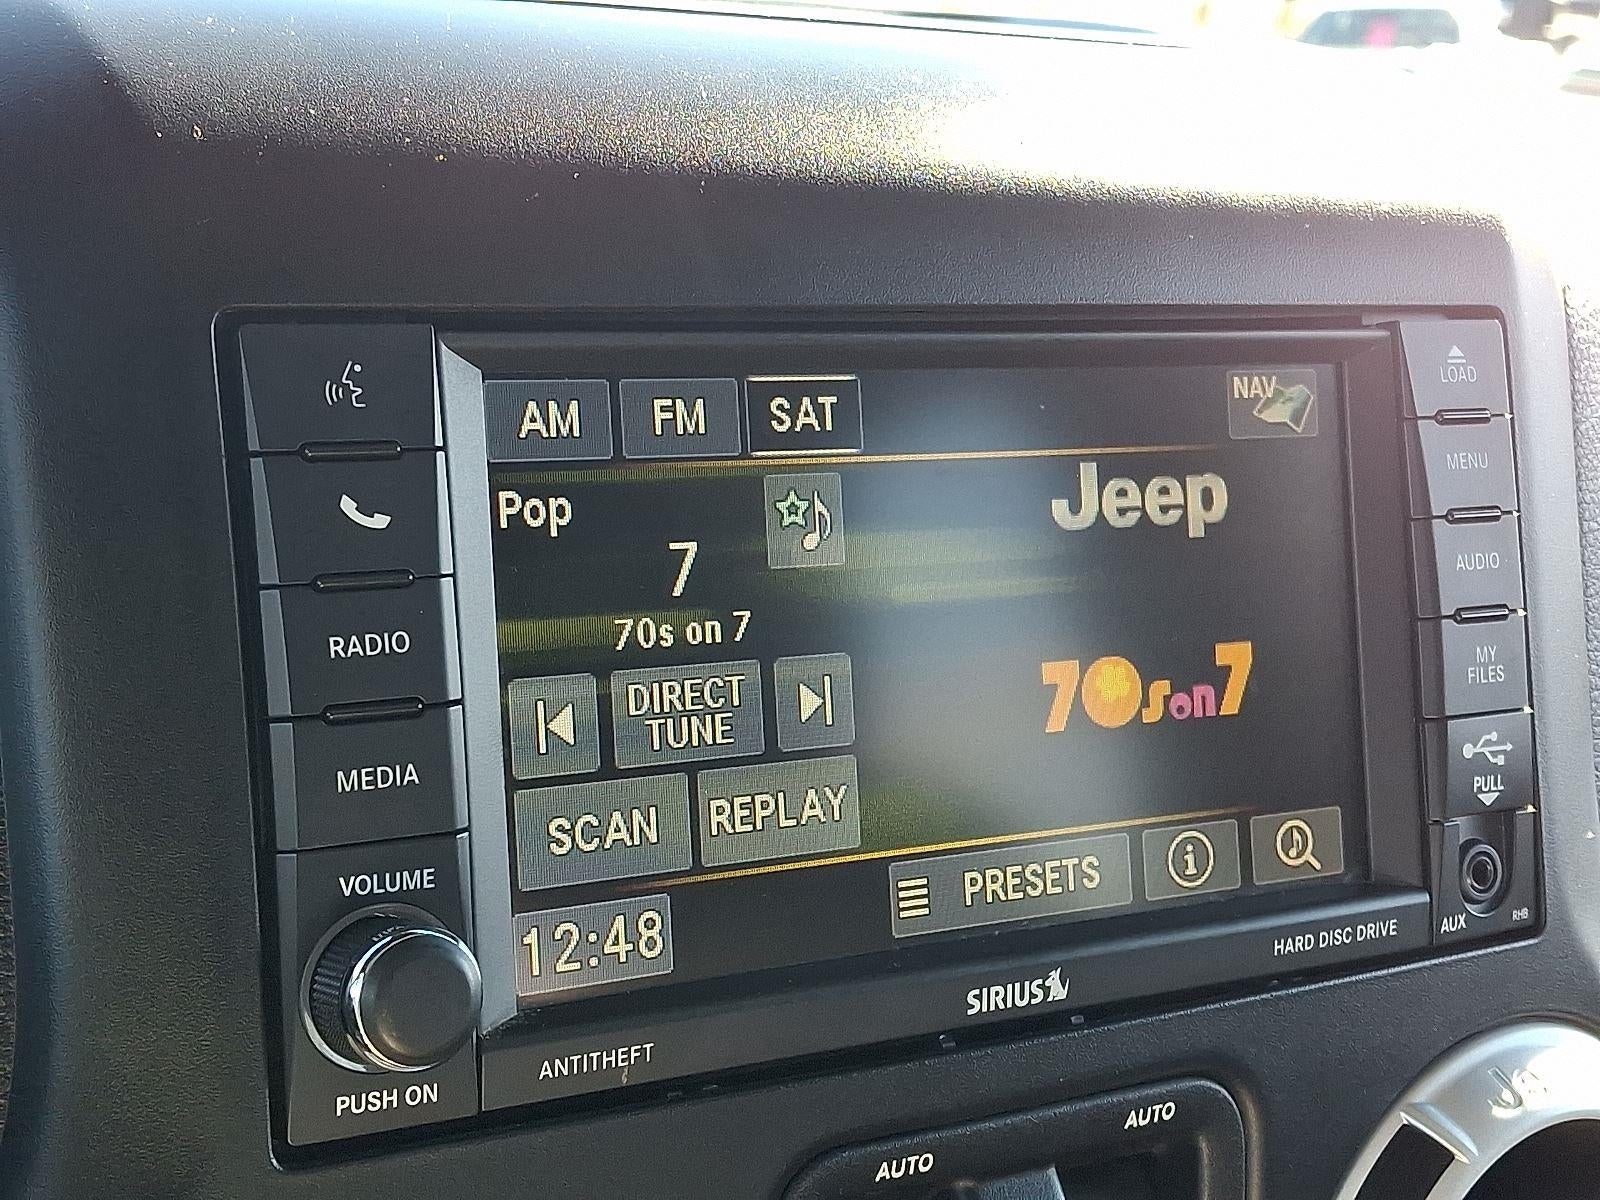 AM
FM
SAT
NAV
Pop
7
70s on 7
DIRECT
TUNE
SCAN
REPLAY
12:48
Jeep
70s on 7
PRESETS
RADIO
MEDIA
VOLUME
PUSH ON
LOAD
MENU
AUDIO
MY
FILES
PULL
AUX
RHB
HARD DISC DRIVE
SIRIUS
ANTITHEFT
AUTO
AUTO